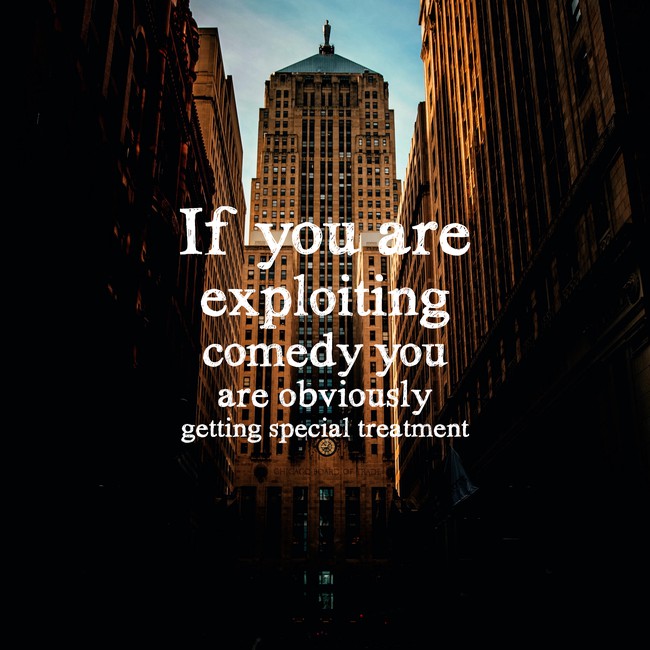 If you are
exploiting
comedy you
are obviously
getting special treatment